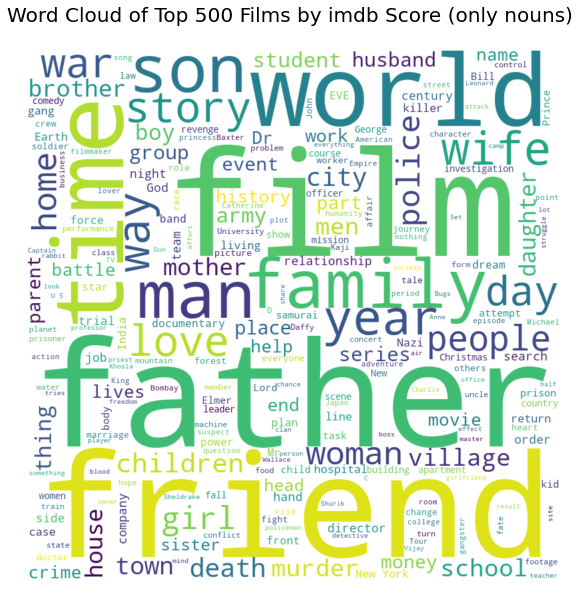 Word Cloud of Top 500 Films by imdb Score (only nouns)
song
war
son
world
student
husband
name
control
law
brother
story
Bill
street
Leonard
comedy
gang
John
EVE
century
killer
attack
Prince
crew
Earth
soldier
princess
revenge
Baxter
problem
boy
Dr
work
George
American
everything
character
filmmaker
business
group
event
course
worker
Empire
camp
wife
time
film
home
way
lover
night
God
role
race
Catherine
city
officer
police
investigation
daughter
force
performance
band
history
part
humanity
affair
mission
Kaji
Set
point
lot
struggle
Captain
rabbit
class
TV
Don
effort
team
University
plot
army
men
journey
nothing
parent
battle
mother
living
show
picture
relationship
look
U S
star
man
family
society
tale
form
dream
day
planet
prisoner
trial
professor
India
share
D
period
Bugs
attempt
documentary
samurai
year
Anne
episode
Michael
love
place
Daffy
concert
Nazi
people
action
job
priest
Khosla
mountain
forest
help
everyone
series
adventure
air
Christmas
search
water
tries
King
Bombay
member
Lord
chance
New
Charlie
office
others
half
prison
country
father
lives
freedom
body
Elmer
leader
end
scene
Japan
line
uncle
movie
heart
return
thing
marriage
player
machine
suspect
clan
plan
power
question
task
effect
boss
master
order
something
blood
children
Mr
Wallace
person
woman
village
food
child
hospital
building
apartment
girlfriend
friend
women
hope
head
C
kid
train
side
owner
Sheldrake
fall
hand
Shurik
room
change
college
result
fate
site
case
house
company
girl
rise
fight
director
turn
Tour
Vijay
gangster
state
doctor
sister
conflict
policeman
front
detective
footage
crime
town
mind
death
murder
New York
money
school
teacher